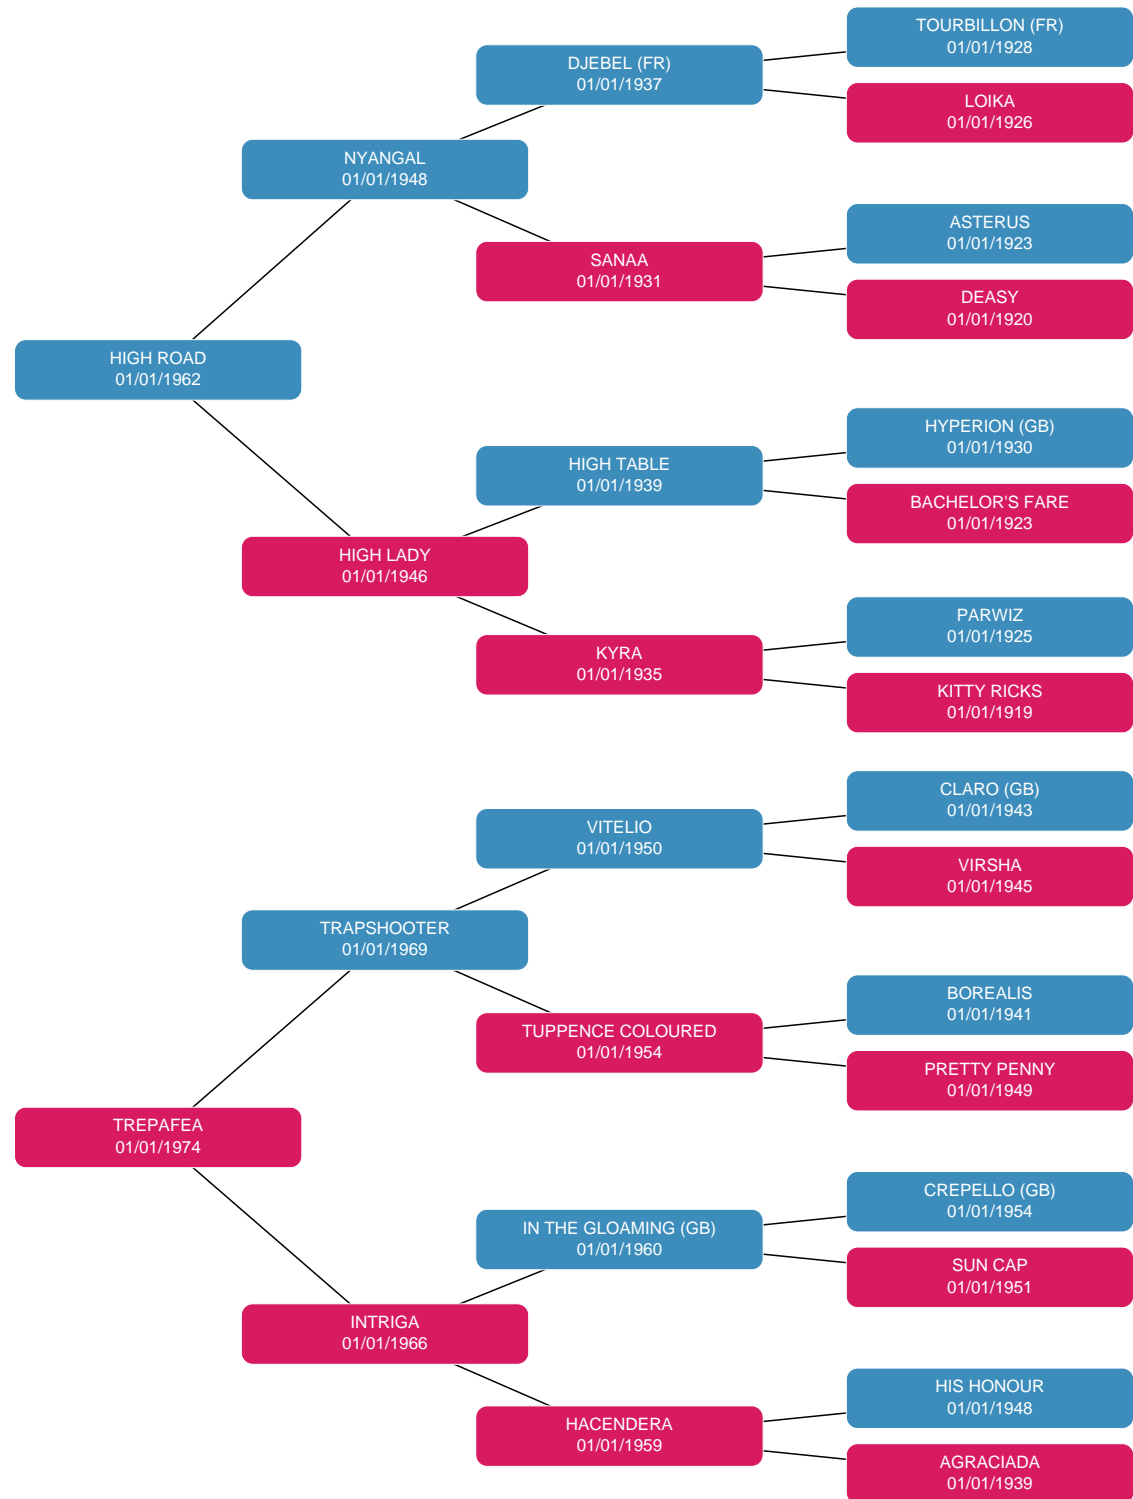 TOURBILLON (FR)
01/01/1928
DJEBEL (FR)
01/01/1937
LOIKA
01/01/1926
NYANGAL
01/01/1948
ASTERUS
01/01/1923
SANAA
01/01/1931
DEASY
01/01/1920
HIGH ROAD
01/01/1962
HYPERION (GB)
01/01/1930
HIGH TABLE
01/01/1939
BACHELOR'S FARE
01/01/1923
HIGH LADY
01/01/1946
PARWIZ
01/01/1925
KYRA
01/01/1935
KITTY RICKS
01/01/1919
CLARO (GB)
01/01/1943
VITELIO
01/01/1950
VIRSHA
01/01/1945
TRAPSHOOTER
01/01/1969
BOREALIS
01/01/1941
TUPPENCE COLOURED
01/01/1954
PRETTY PENNY
01/01/1949
TREPAFEA
01/01/1974
CREPELLO (GB)
01/01/1954
IN THE GLOAMING (GB)
01/01/1960
SUN CAP
01/01/1951
INTRIGA
01/01/1966
HIS HONOUR
01/01/1948
HACENDERA
01/01/1959
AGRACIADA
01/01/1939